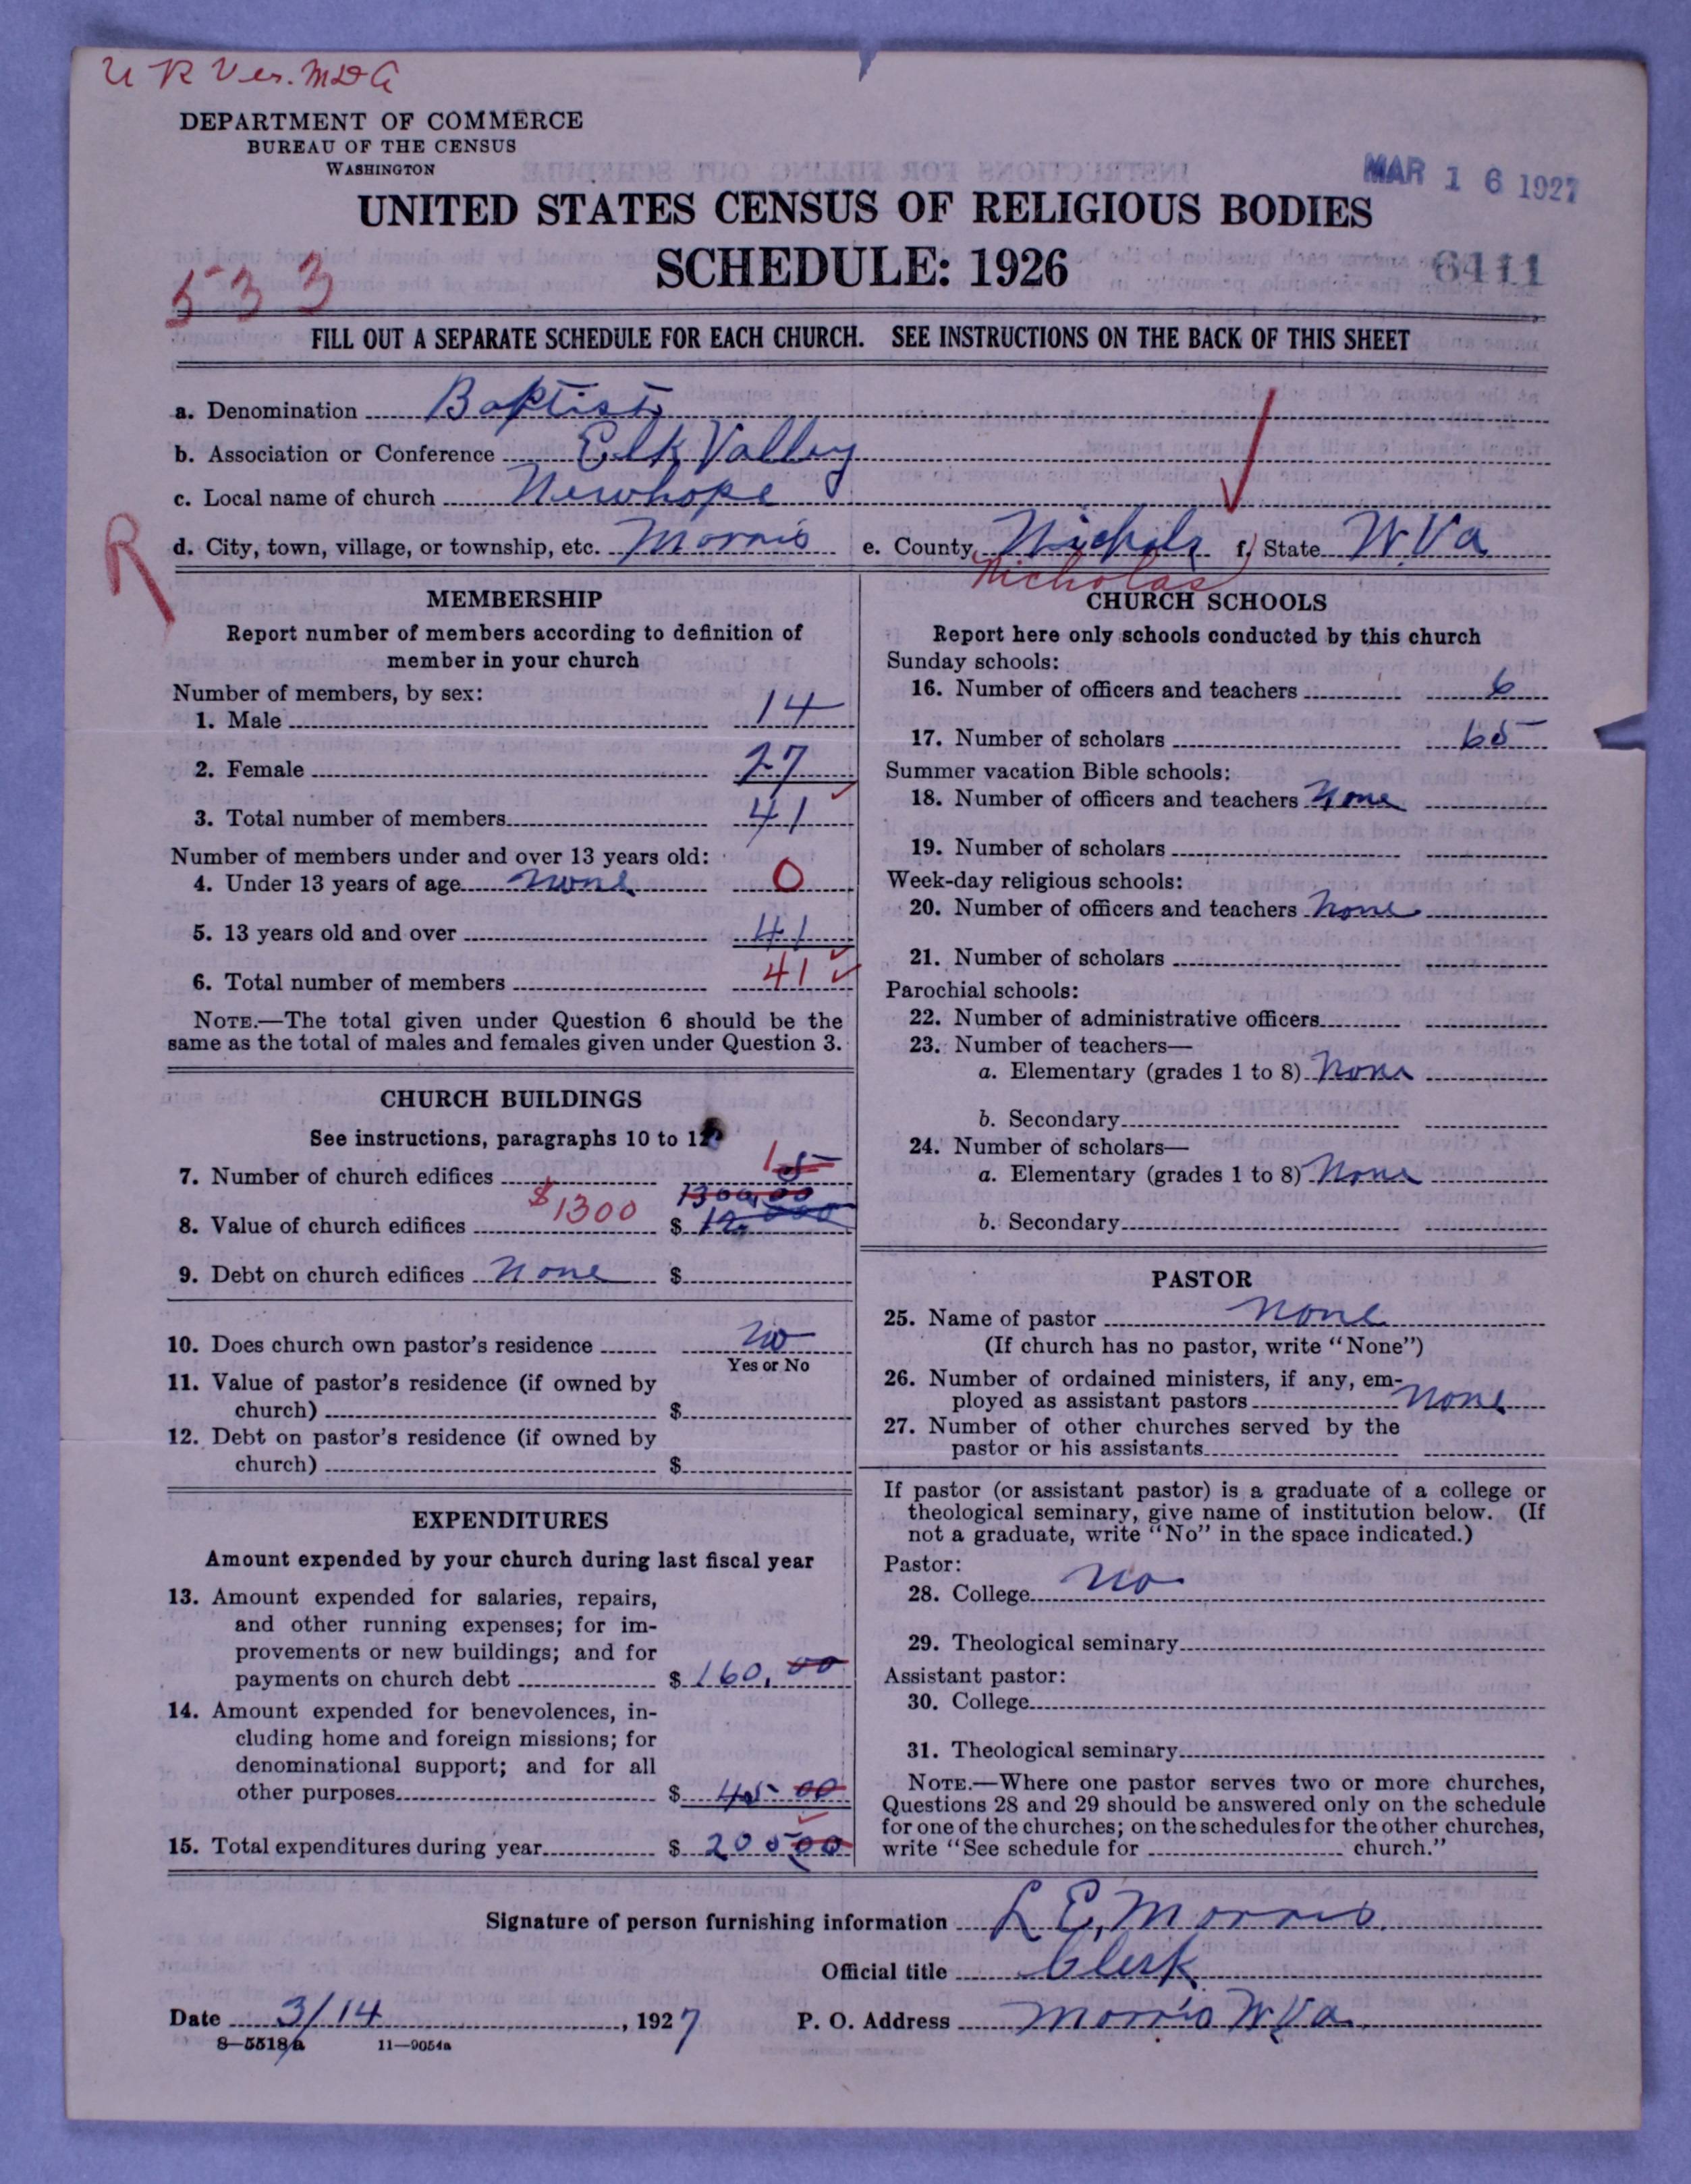 U R Ver. MDG
DEPARTMENT OF COMMERCE
BUREAU OF THE CENSUS
WASHINGTON
MAR 16 1927
UNITED STATES CENSUS OF RELIGIOUS BODIES
SCHEDULE: 1926
533
6411
FILL OUT A SEPARATE SCHEDULE FOR EACH CHURCH. SEE INSTRUCTIONS ON THE BACK OF THIS SHEET
a. Denomination Baptist
b. Association or Conference Elk Valley
c. Local name of church Newhope
R
d. City, town, village, or township, etc. Morris e. County Nichols f. State W. Va
Nicholas
MEMBERSHIP
Report number of members according to definition of
member in your church
Number of members, by sex:
1. Male 14
2. Female 27
3. Total number of members 41
Number of members under and over 13 years old:
4. Under 13 years of age none 0
5. 13 years old and over 41
6. Total number of members 41
NOTE.—The total given under Question 6 should be the
same as the total of males and females given under Question 3.
CHURCH BUILDINGS
See instructions, paragraphs 10 to 12
7. Number of church edifices 1
$1300 1300,00
8. Value of church edifices $
9. Debt on church edifices none $
10. Does church own pastor's residence no
Yes or No
11. Value of pastor's residence (if owned by
church) $
12. Debt on pastor's residence (if owned by
church) $
EXPENDITURES
Amount expended by your church during last fiscal year
13. Amount expended for salaries, repairs,
and other running expenses; for im-
provements or new buildings; and for
payments on church debt $ 160.00
14. Amount expended for benevolences, in-
cluding home and foreign missions; for
denominational support; and for all
other purposes $ 45 00
15. Total expenditures during year $ 205 00
CHURCH SCHOOLS
Report here only schools conducted by this church
Sunday schools:
16. Number of officers and teachers 6
17. Number of scholars 65
Summer vacation Bible schools:
18. Number of officers and teachers None
19. Number of scholars
Week-day religious schools:
20. Number of officers and teachers None
21. Number of scholars
Parochial schools:
22. Number of administrative officers
23. Number of teachers—
a. Elementary (grades 1 to 8) None
b. Secondary
24. Number of scholars—
a. Elementary (grades 1 to 8) None
b. Secondary
PASTOR
25. Name of pastor None
(If church has no pastor, write "None")
26. Number of ordained ministers, if any, em-
ployed as assistant pastors None
27. Number of other churches served by the
pastor or his assistants
If pastor (or assistant pastor) is a graduate of a college or
theological seminary, give name of institution below. (If
not a graduate, write "No" in the space indicated.)
Pastor:
28. College No
29. Theological seminary
Assistant pastor:
30. College
31. Theological seminary
NOTE.—Where one pastor serves two or more churches,
Questions 28 and 29 should be answered only on the schedule
for one of the churches; on the schedules for the other churches,
write "See schedule for church."
Signature of person furnishing information L E. Morris
Official title Clerk
Date 3/14, 1927 P. O. Address Morris W. Va.
8—5518a 11—9054a